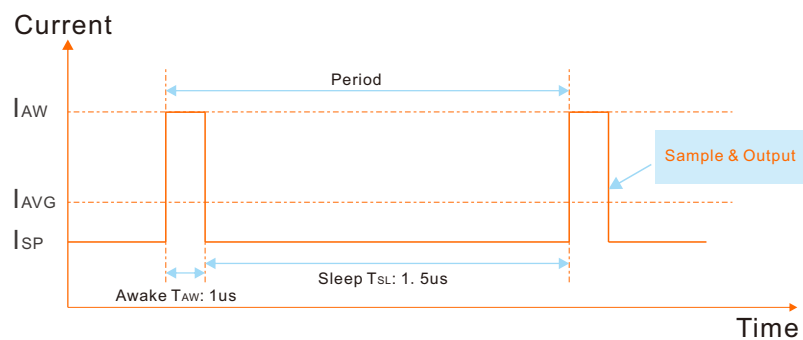 Current
Period
IAW
Sample & Output
IAVG
ISP
Sleep TSL: 1. 5us
Awake TAW: 1us
Time